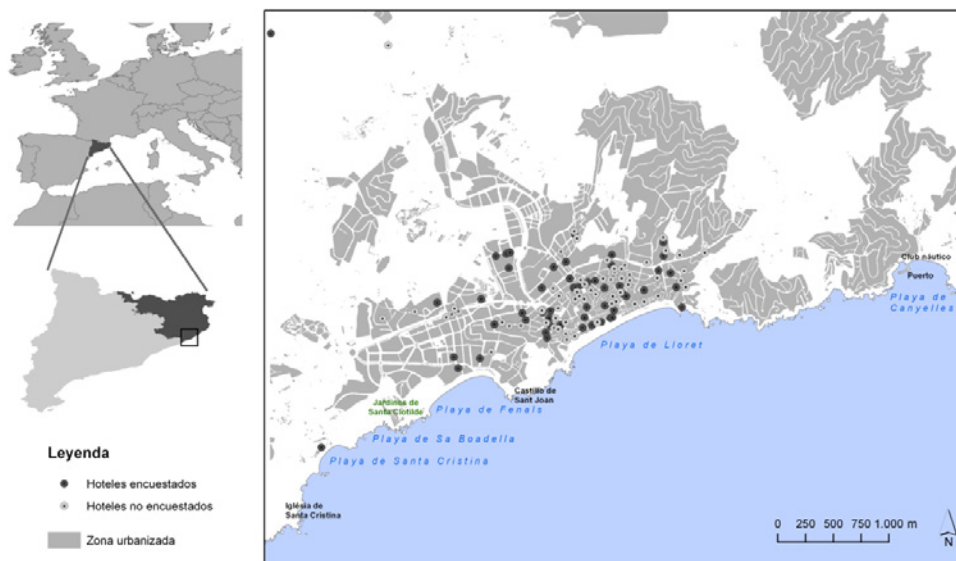 Leyenda
Hoteles encuestados
Hoteles no encuestados
Zona urbanizada
Club náutico
Puerto
Playa de
Canyelles
Playa de Lloret
Castillo de
Sant Joan
Jardines de
Santa Clotilde
Playa de Fenals
Playa de Sa Boadella
Playa de Santa Cristina
Iglésia de
Santa Cristina
0 250 500 750 1.000 m
N